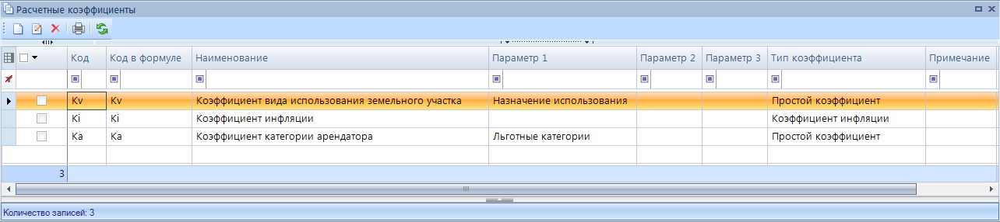 Расчетные коэффициенты
Код Код в формуле Наименование Параметр 1 Параметр 2 Параметр 3 Тип коэффициента Примечание
Kv Kv Коэффициент вида использования земельного участка Назначение использования Простой коэффициент
Ki Ki Коэффициент инфляции Коэффициент инфляции
Ka Ka Коэффициент категории арендатора Льготные категории Простой коэффициент
3
Количество записей: 3